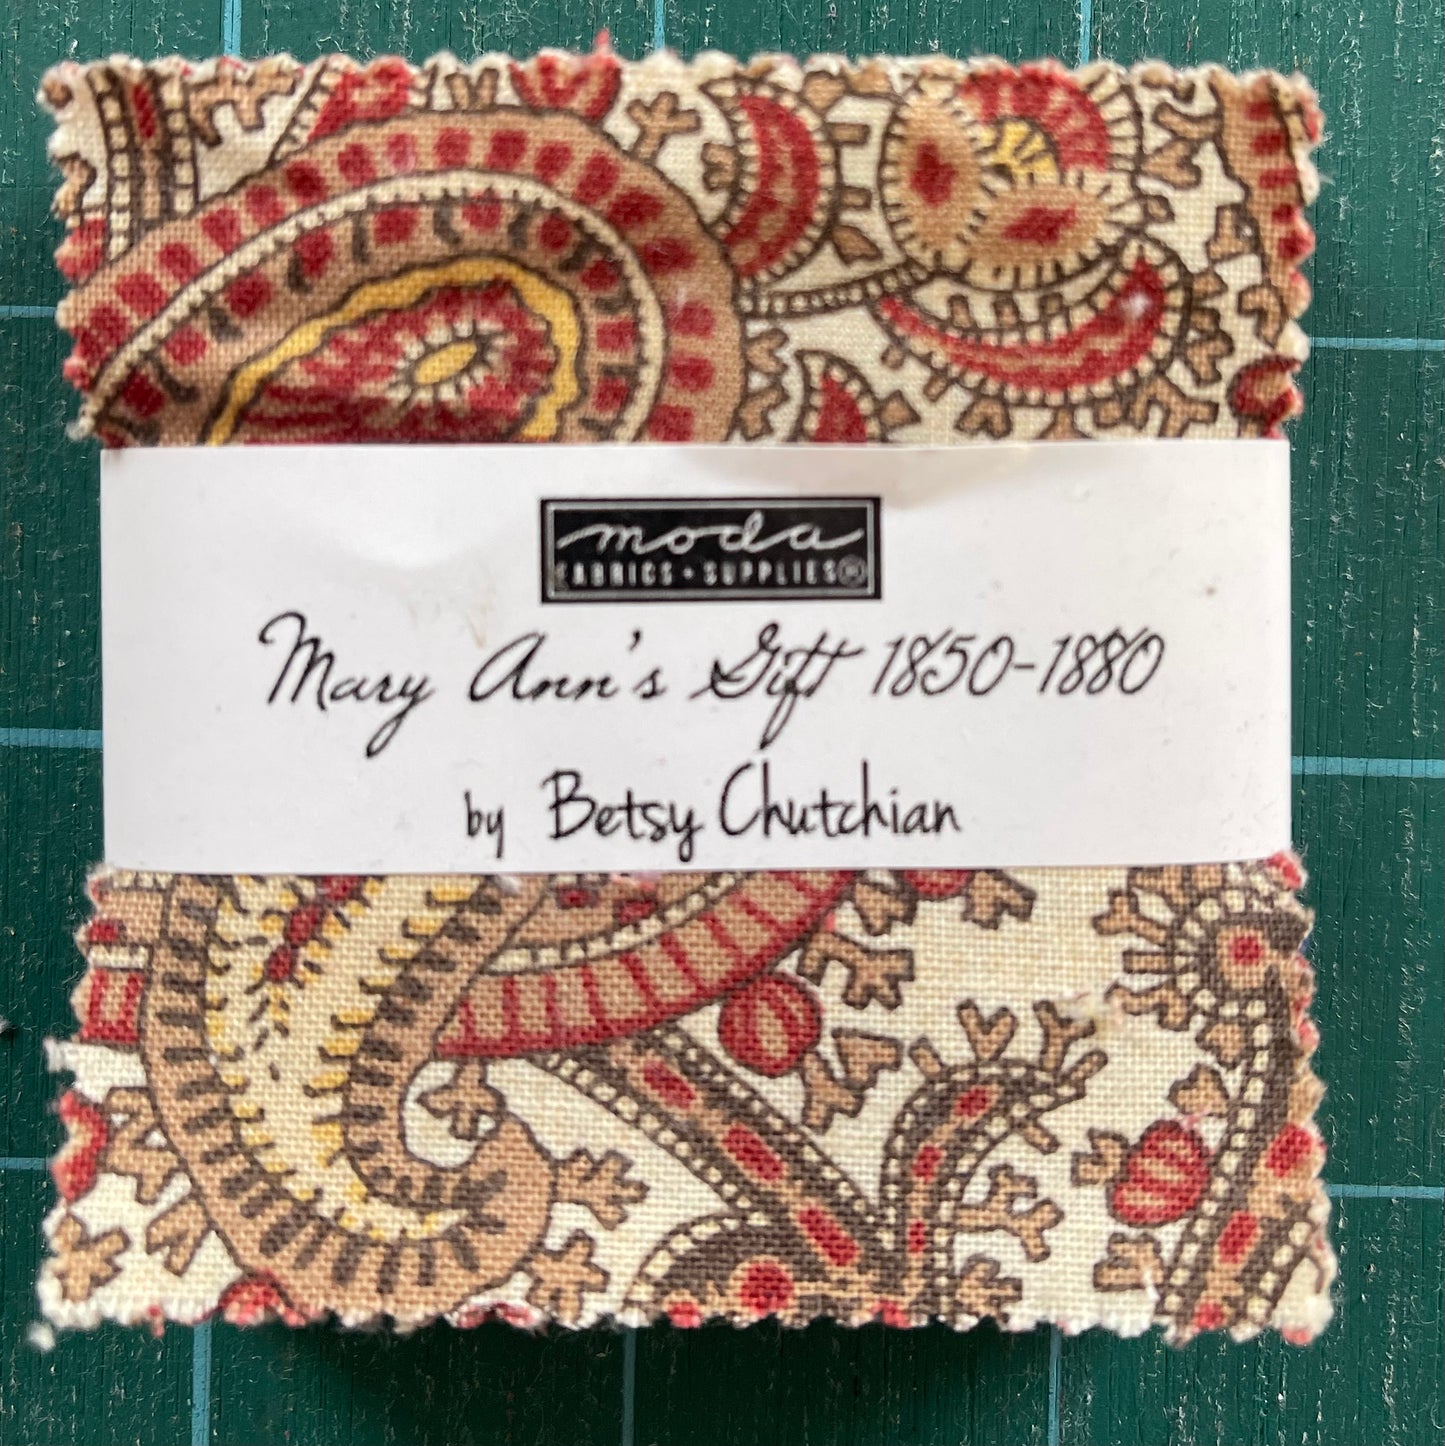 moda
FABRICS • SUPPLIES®
Mary Ann's Gift 1850-1880
by Betsy Chutchian